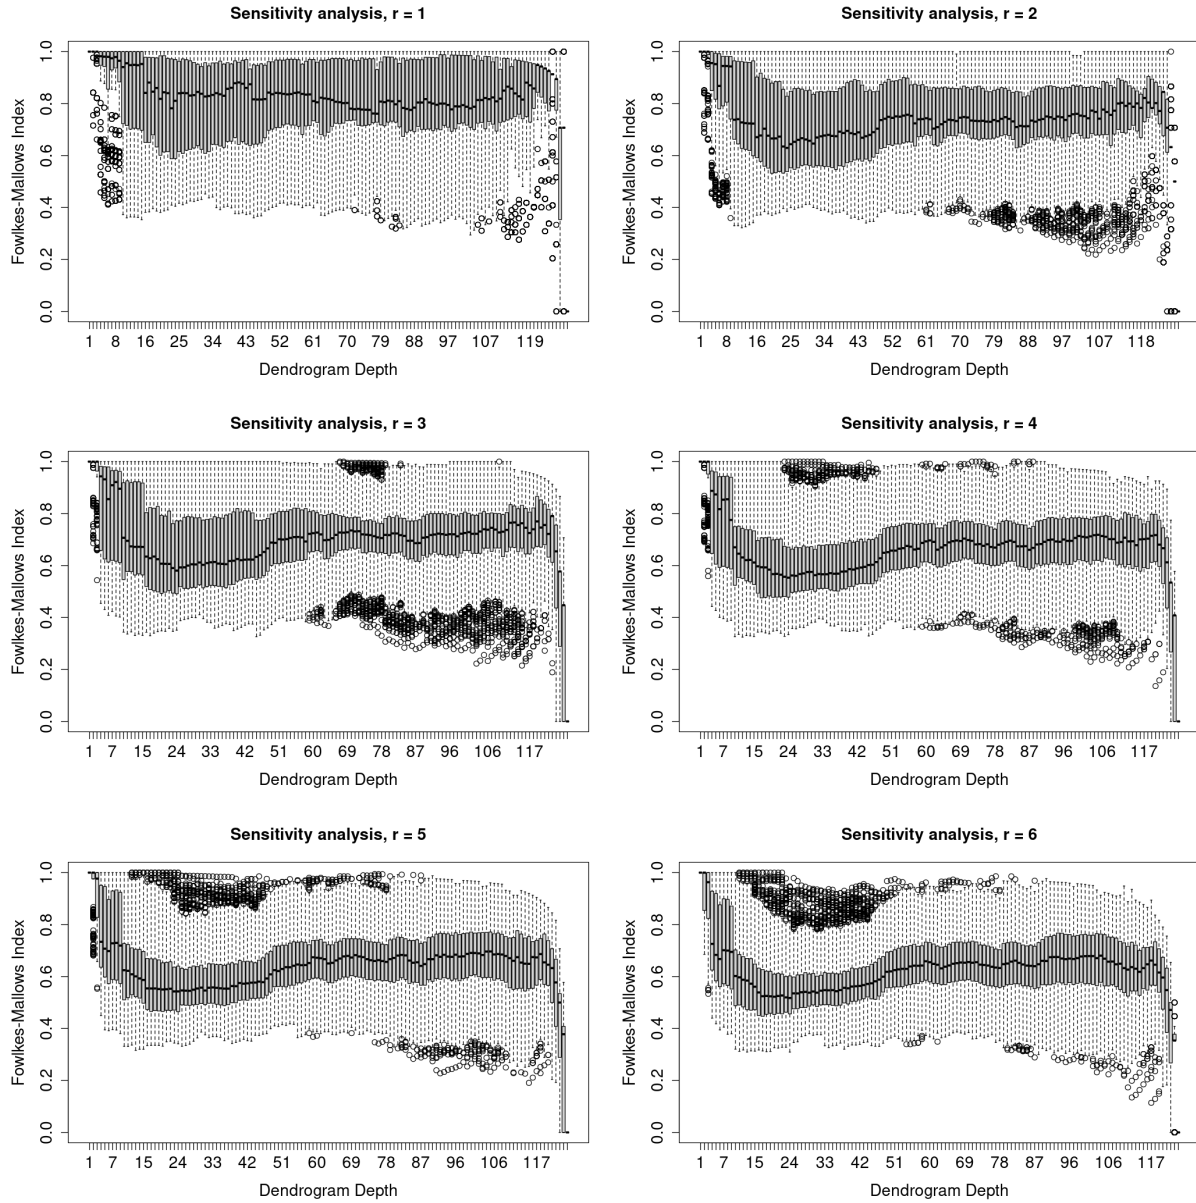 Sensitivity analysis, r = 1
Fowlkes-Mallows Index
0.0 0.2 0.4 0.6 0.8 1.0
1 8 16 25 34 43 52 61 70 79 88 97 107 119
Dendrogram Depth
Sensitivity analysis, r = 2
Fowlkes-Mallows Index
0.0 0.2 0.4 0.6 0.8 1.0
1 8 16 25 34 43 52 61 70 79 88 97 107 118
Dendrogram Depth
Sensitivity analysis, r = 3
Fowlkes-Mallows Index
0.0 0.2 0.4 0.6 0.8 1.0
1 7 15 24 33 42 51 60 69 78 87 96 106 117
Dendrogram Depth
Sensitivity analysis, r = 4
Fowlkes-Mallows Index
0.0 0.2 0.4 0.6 0.8 1.0
1 7 15 24 33 42 51 60 69 78 87 96 106 117
Dendrogram Depth
Sensitivity analysis, r = 5
Fowlkes-Mallows Index
0.0 0.2 0.4 0.6 0.8 1.0
1 7 15 24 33 42 51 60 69 78 87 96 106 117
Dendrogram Depth
Sensitivity analysis, r = 6
Fowlkes-Mallows Index
0.0 0.2 0.4 0.6 0.8 1.0
1 7 15 24 33 42 51 60 69 78 87 96 106 117
Dendrogram Depth